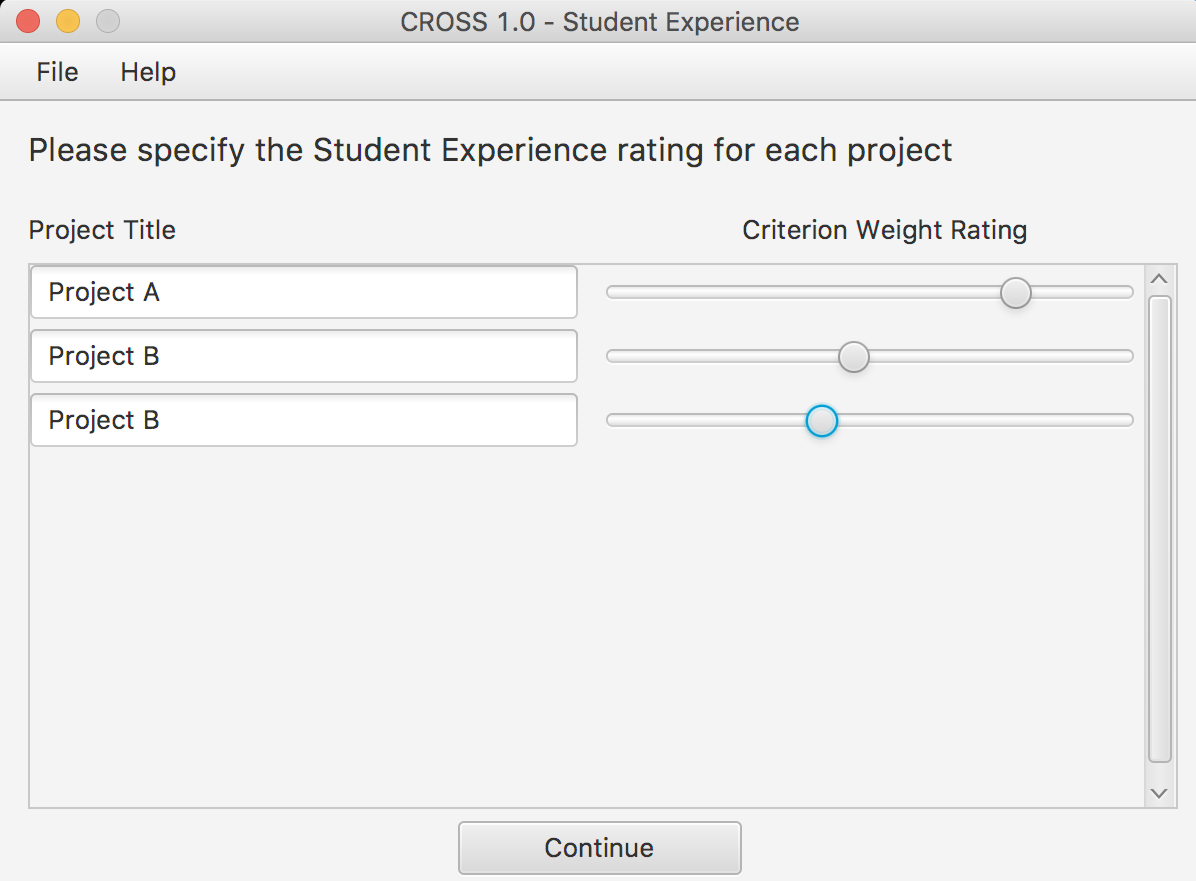 CROSS 1.0 - Student Experience
File Help
Please specify the Student Experience rating for each project
Project Title Criterion Weight Rating
Project A
Project B
Project B
Continue